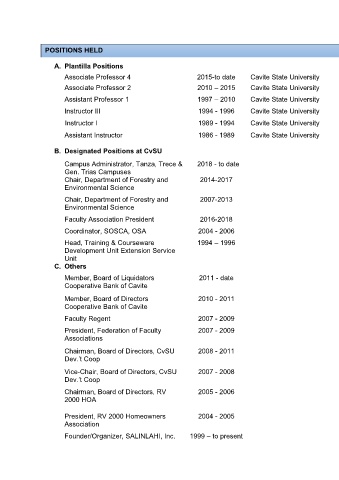 POSITIONS HELD
A. Plantilla Positions
Associate Professor 4 2015-to date Cavite State University
Associate Professor 2 2010 – 2015 Cavite State University
Assistant Professor 1 1997 – 2010 Cavite State University
Instructor III 1994 - 1996 Cavite State University
Instructor I 1989 - 1994 Cavite State University
Assistant Instructor 1986 - 1989 Cavite State University
B. Designated Positions at CvSU
Campus Administrator, Tanza, Trece & 2018 - to date
Gen. Trias Campuses
Chair, Department of Forestry and 2014-2017
Environmental Science
Chair, Department of Forestry and 2007-2013
Environmental Science
Faculty Association President 2016-2018
Coordinator, SOSCA, OSA 2004 - 2006
Head, Training & Courseware 1994 – 1996
Development Unit Extension Service
Unit
C. Others
Member, Board of Liquidators 2011 - date
Cooperative Bank of Cavite
Member, Board of Directors 2010 - 2011
Cooperative Bank of Cavite
Faculty Regent 2007 - 2009
President, Federation of Faculty 2007 - 2009
Associations
Chairman, Board of Directors, CvSU 2008 - 2011
Dev.'t Coop
Vice-Chair, Board of Directors, CvSU 2007 - 2008
Dev.'t Coop
Chairman, Board of Directors, RV 2005 - 2006
2000 HOA
President, RV 2000 Homeowners 2004 - 2005
Association
Founder/Organizer, SALINLAHI, Inc. 1999 – to present